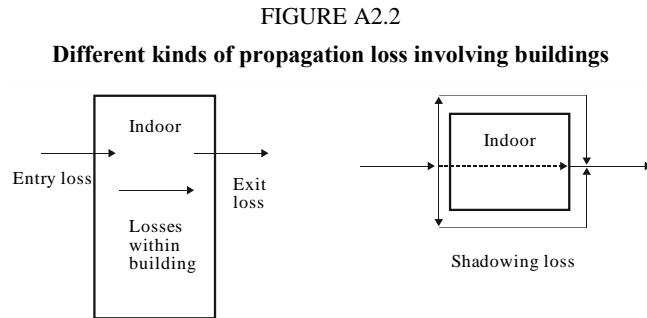 FIGURE A2.2
Different kinds of propagation loss involving buildings
Indoor
Entry loss
Exit
loss
Losses
within
building
Indoor
Shadowing loss